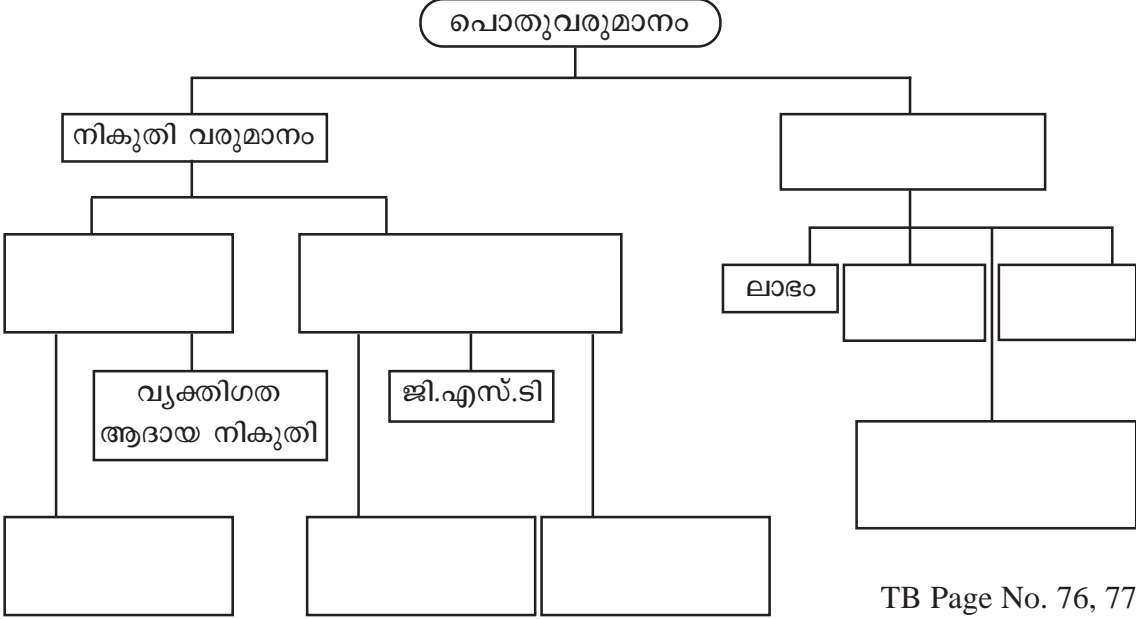 പൊതുവരുമാനം
നികുതി വരുമാനം
ലാഭം
വ്യക്തിഗത
ആദായ നികുതി
ജി.എസ്.ടി
TB Page No. 76, 77